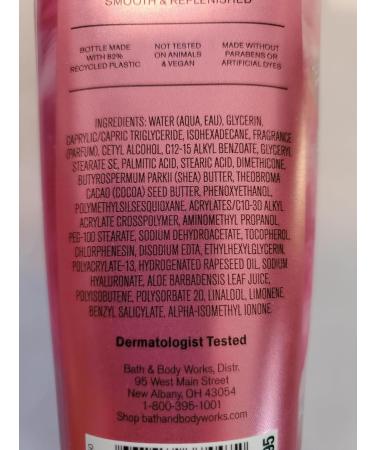 SMOOTH & REPLENISHED
BOTTLE MADE
WITH 82%
RECYCLED PLASTIC
NOT TESTED
ON ANIMALS
& VEGAN
MADE WITHOUT
PARABENS OR
ARTIFICIAL DYES
INGREDIENTS: WATER (AQUA, EAU), GLYCERIN,
CAPRYLIC/CAPRIC TRIGLYCERIDE, ISOHEXADECANE, FRAGRANCE
(PARFUM), CETYL ALCOHOL, C12-15 ALKYL BENZOATE, GLYCERYL
STEARATE SE, PALMITIC ACID, STEARIC ACID, DIMETHICONE,
BUTYROSPERMUM PARKII (SHEA) BUTTER, THEOBROMA
CACAO (COCOA) SEED BUTTER, PHENOXYETHANOL,
POLYMETHYLSILSESQUIOXANE, ACRYLATES/C10-30 ALKYL
ACRYLATE CROSSPOLYMER, AMINOMETHYL PROPANOL,
PEG-100 STEARATE, SODIUM DEHYDROACETATE, TOCOPHEROL,
CHLORPHENESIN, DISODIUM EDTA, ETHYLHEXYLGLYCERIN,
POLYACRYLATE-13, HYDROGENATED RAPESEED OIL, SODIUM
HYALURONATE, ALOE BARBADENSIS LEAF JUICE,
POLYISOBUTENE, POLYSORBATE 20, LINALOOL, LIMONENE,
BENZYL SALICYLATE, ALPHA-ISOMETHYL IONONE.
Dermatologist Tested
Bath & Body Works, Distr.
95 West Main Street
New Albany, OH 43054
1-800-395-1001
Shop bathandbodyworks.com